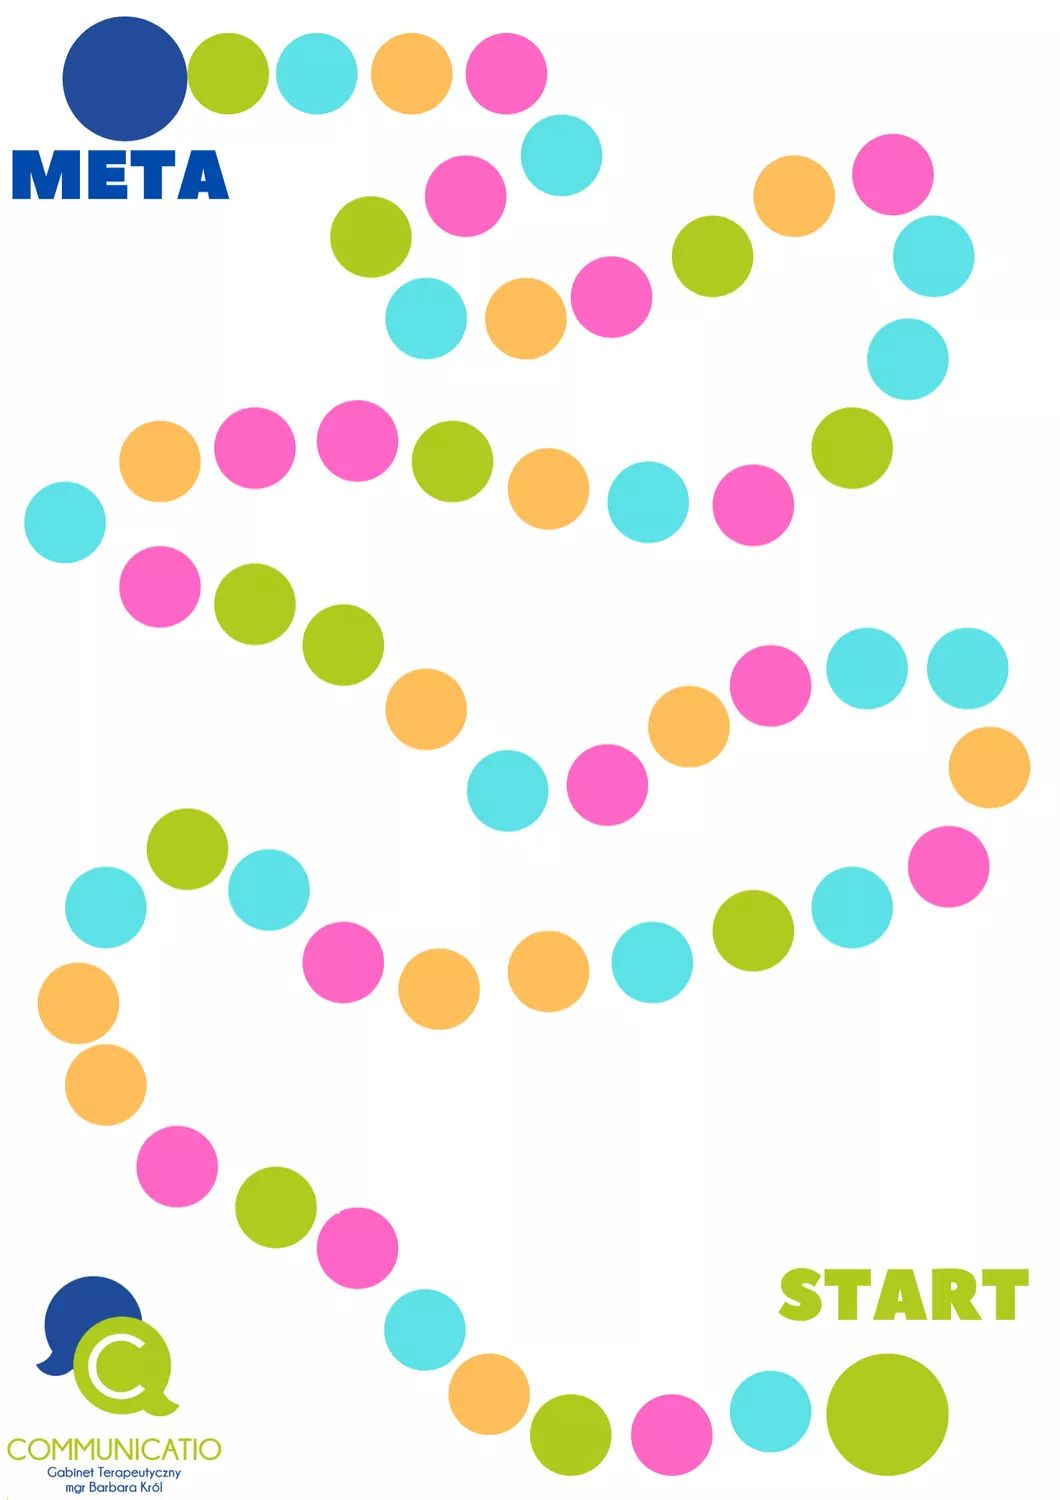 META
START
C
COMMUNICATIO
Gabinet Terapeutyczny
mgr Barbara Król